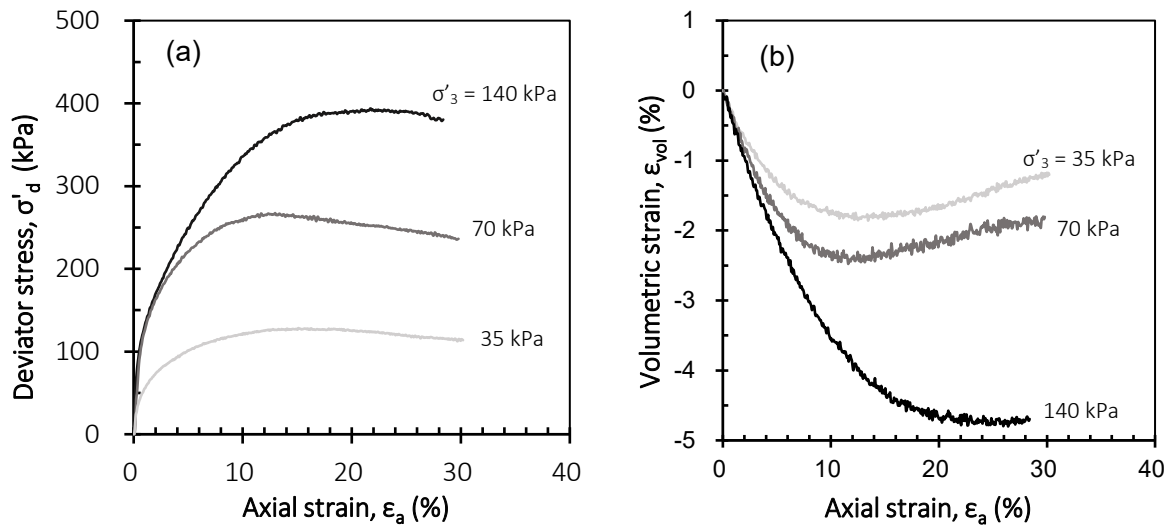 (a)
Deviator stress, σ'd (kPa)
500
400
300
200
100
0
σ'3 = 140 kPa
70 kPa
35 kPa
0 10 20 30 40
Axial strain, εa (%)
(b)
Volumetric strain, εvol (%)
0
-1
-2
-3
-4
-5
σ'3 = 35 kPa
70 kPa
140 kPa
0 10 20 30 40
Axial strain, εa (%)